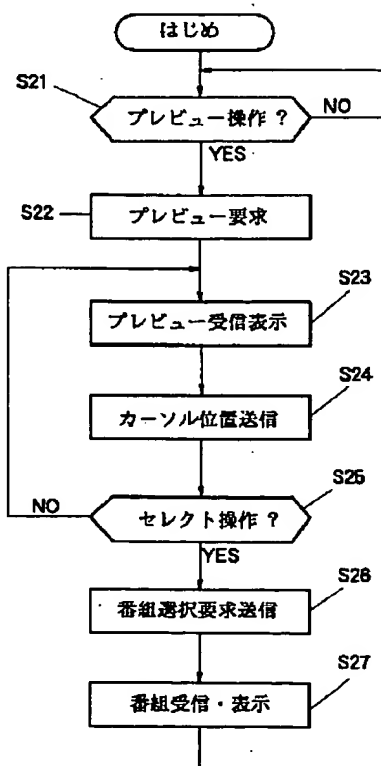 はじめ
S21
プレビュー操作 ?
NO
YES
S22
プレビュー要求
S23
プレビュー受信表示
S24
カーソル位置送信
S25
NO
セレクト操作 ?
YES
S26
番組選択要求送信
S27
番組受信・表示